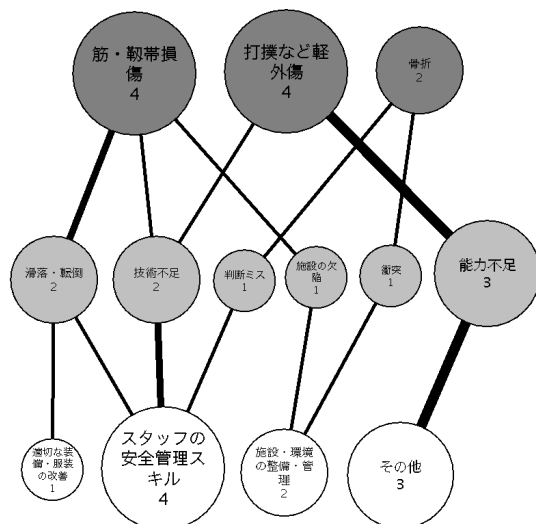 筋・靱帯損
傷
4
打撲など軽
外傷
4
骨折
2
滑落・転倒
2
技術不足
2
判断ミス
1
施設の欠
陥
1
衝突
1
能力不足
3
適切な装
備・服装
の改善
1
スタッフの
安全管理ス
キル
4
施設・環境
の整備・管
理
2
その他
3